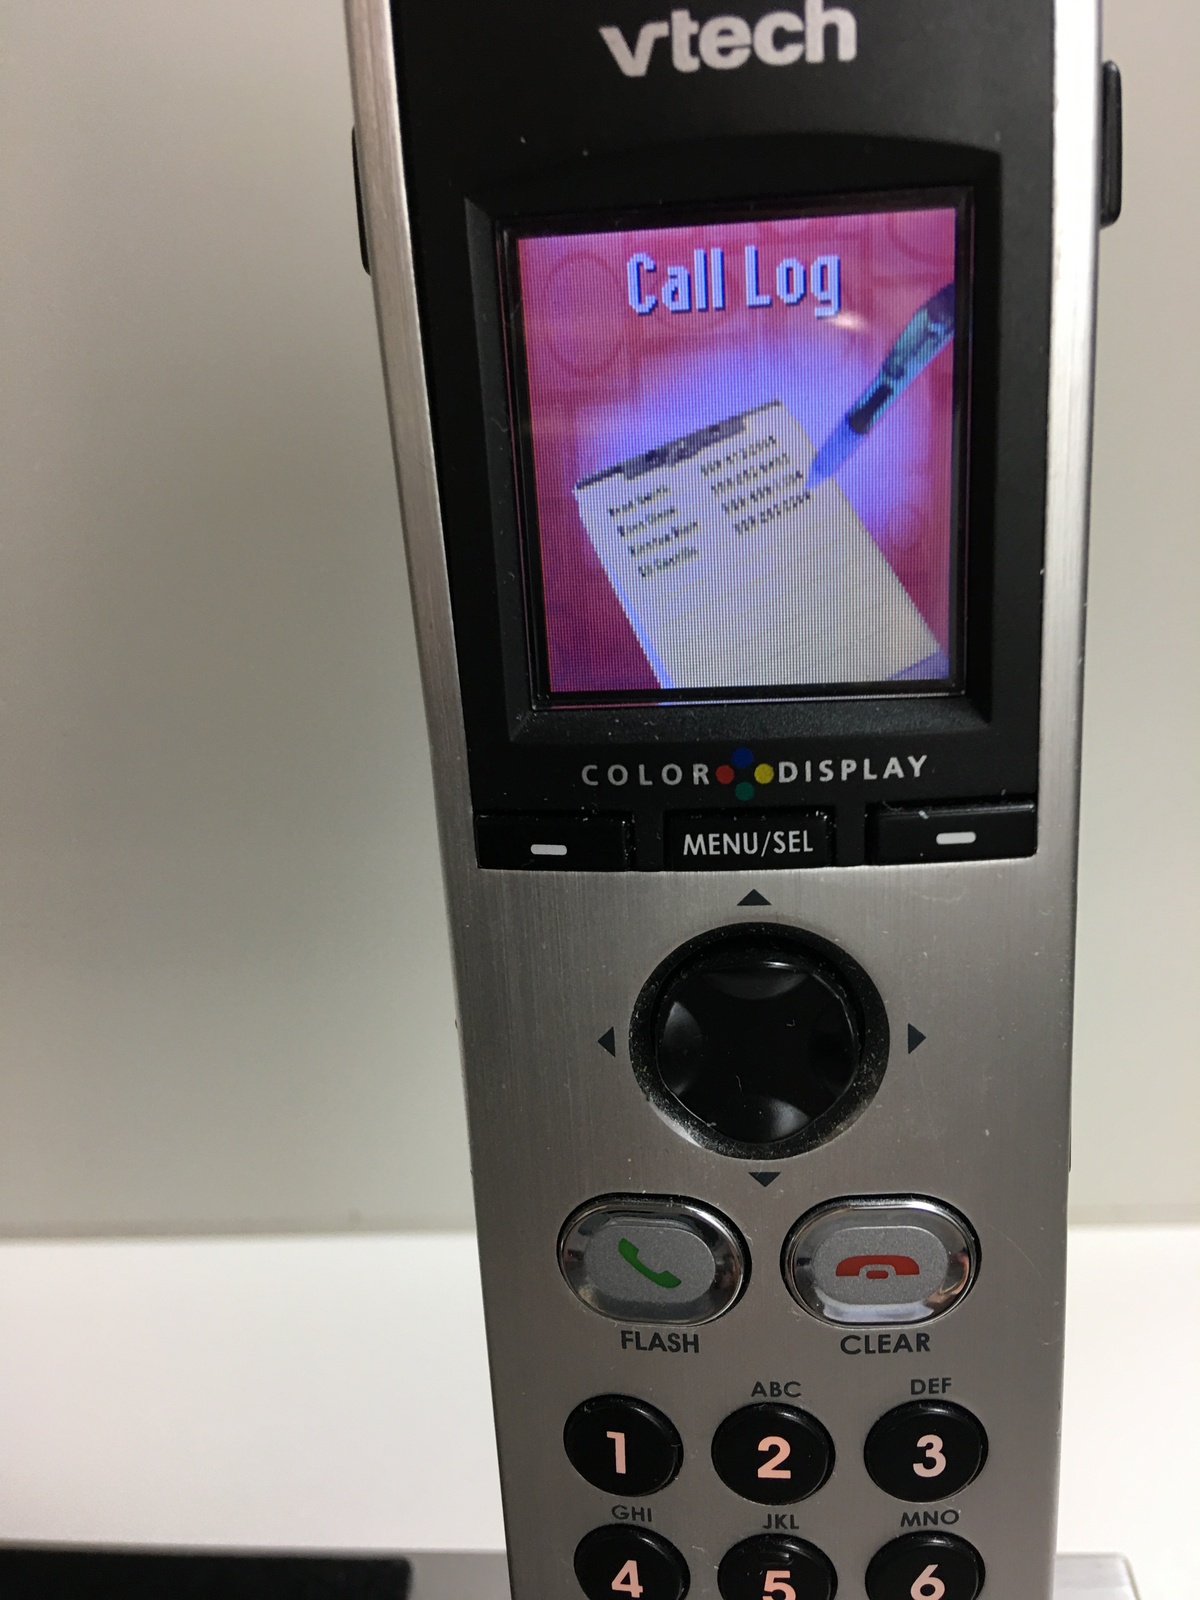 vtech
Call Log
COLOR DISPLAY
MENU/SEL
FLASH
CLEAR
ABC
DEF
1
2
3
GHI
JKL
MNO
4
5
6